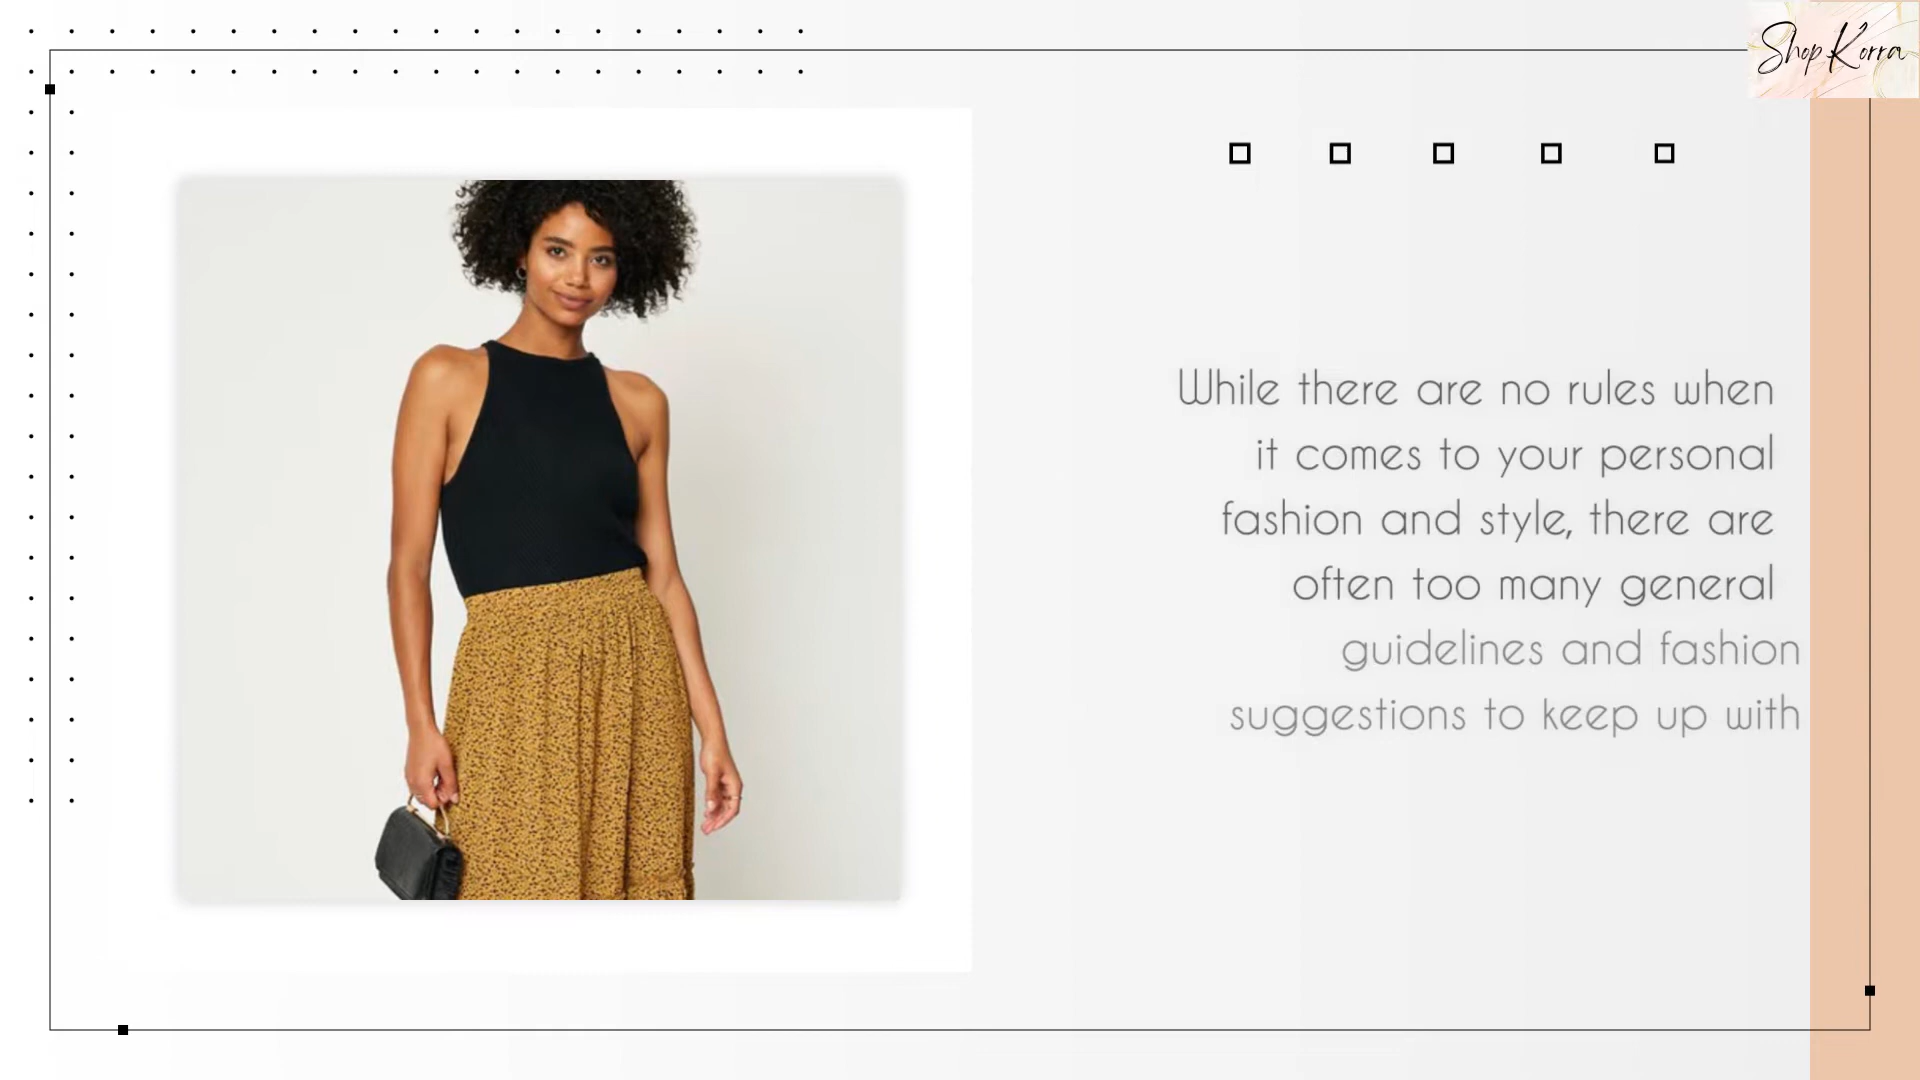 Shop Korra
While there are no rules when
it comes to your personal
fashion and style, there are
often too many general
guidelines and fashion
suggestions to keep up with